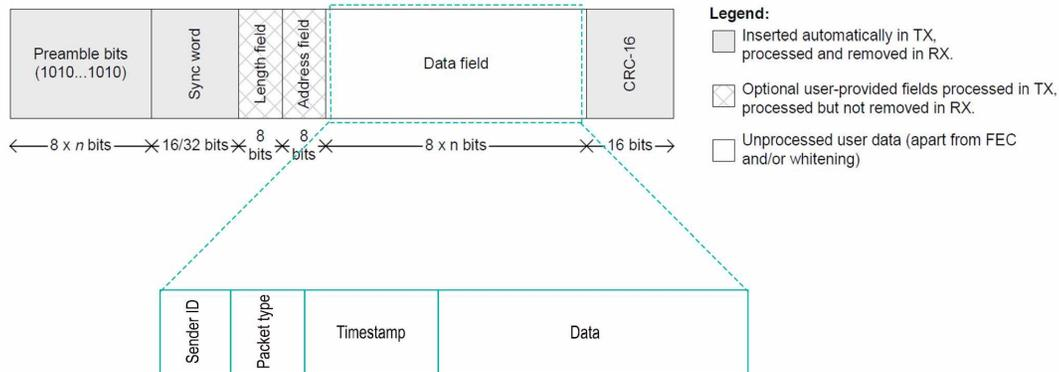 Preamble bits
(1010...1010)
Sync word
Length field
Address field
Data field
CRC-16
8 x n bits
16/32 bits
8
bits
8
bits
8 x n bits
16 bits
Legend:
Inserted automatically in TX,
processed and removed in RX.
Optional user-provided fields processed in TX,
processed but not removed in RX.
Unprocessed user data (apart from FEC
and/or whitening)
Sender ID
Packet type
Timestamp
Data